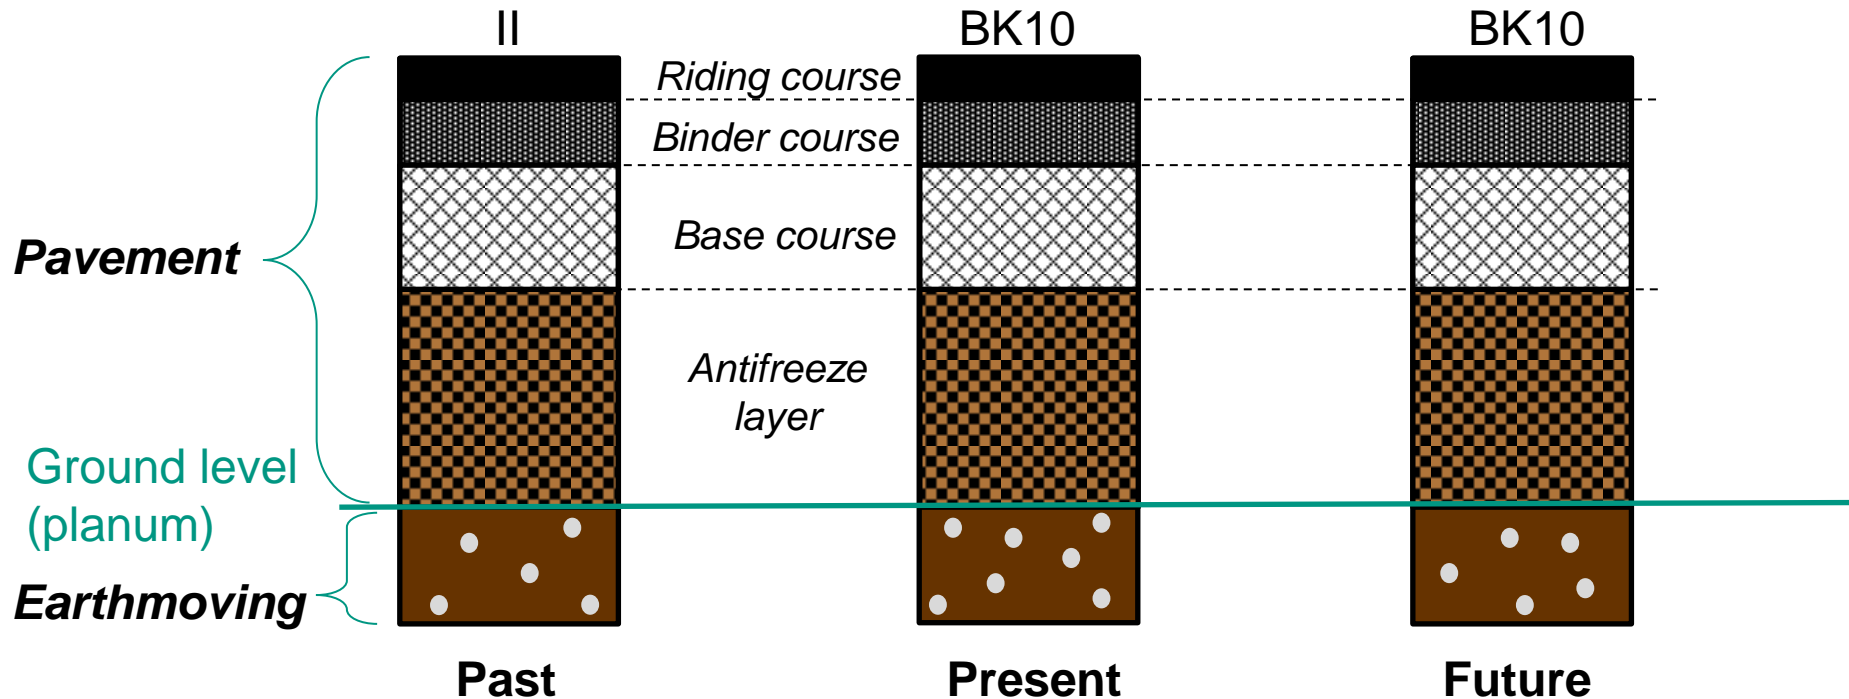 II
BK10
BK10
Riding course
Binder course
Base course
Pavement
Antifreeze
layer
Ground level
(planum)
Earthmoving
Past
Present
Future